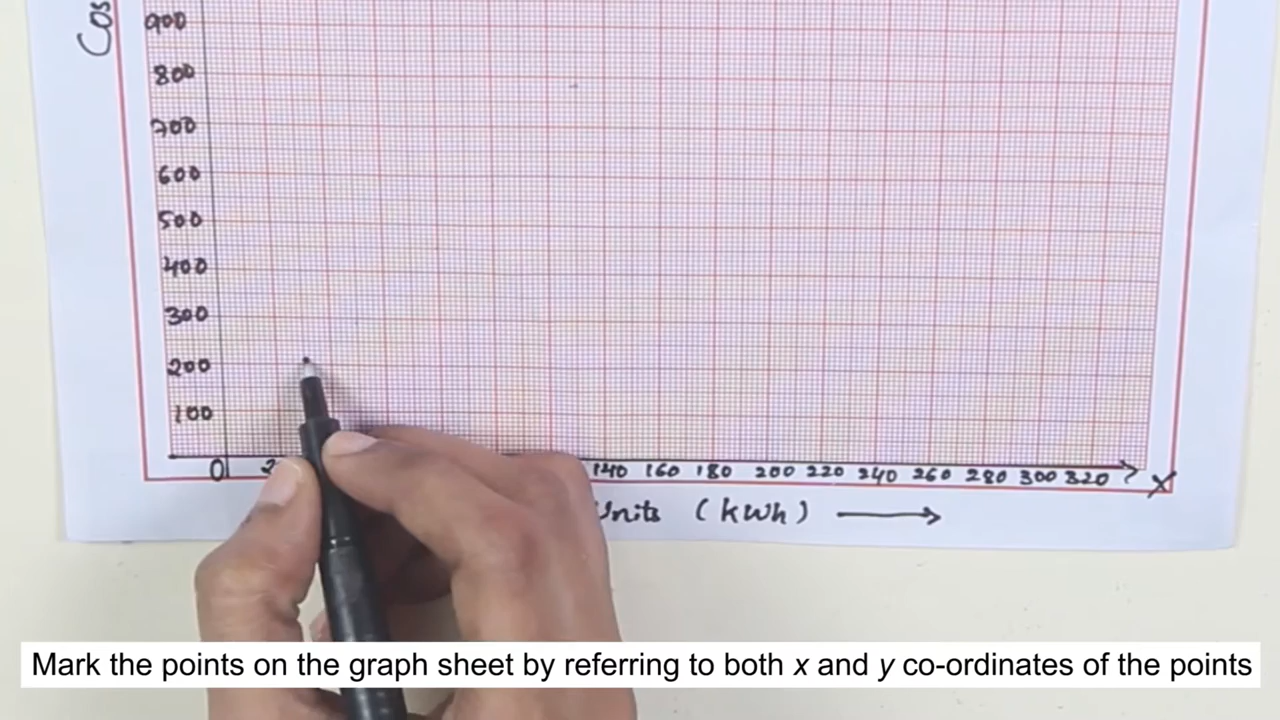 Cos
900
800
700
600
500
400
300
200
100
0 2 140 160 180 200 220 240 260 280 300 320 X
Units (kWh)
Mark the points on the graph sheet by referring to both x and y co-ordinates of the points